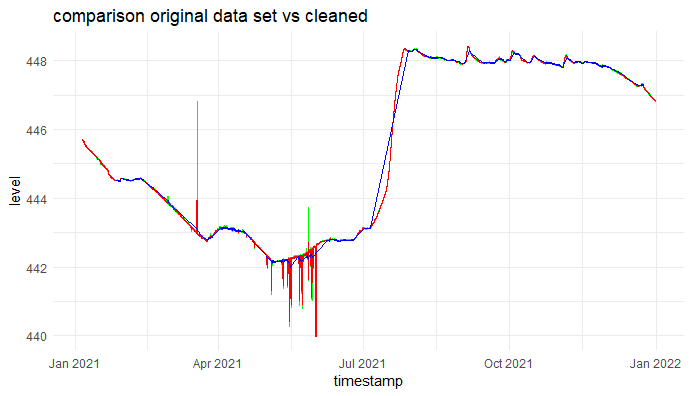 comparison original data set vs cleaned
level
448
446
444
442
440
Jan 2021 Apr 2021 Jul 2021 Oct 2021 Jan 2022
timestamp